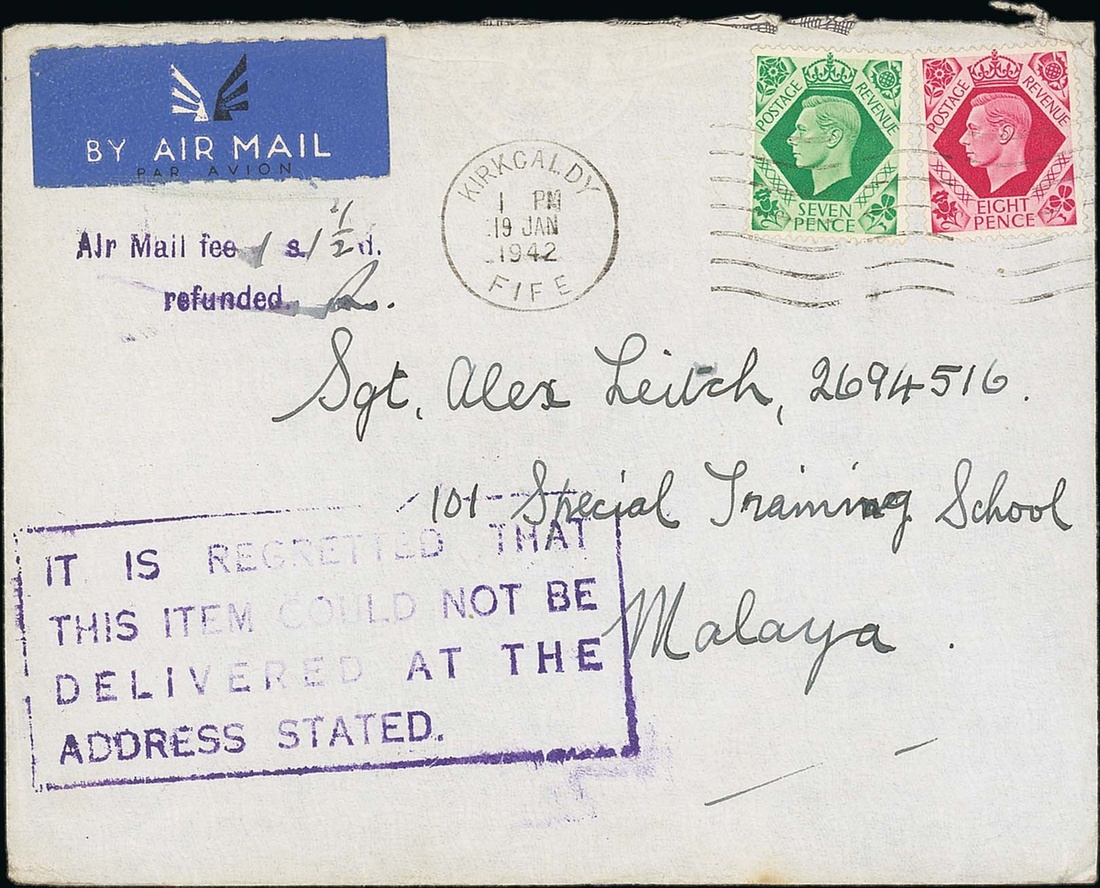 BY AIR MAIL
PAR AVION
Air Mail fee 1 s. 1 1/2 d.
refunded.
KIRKCALDY
1 PM
19 JAN
1942
FIFE
POSTAGE REVENUE
SEVEN
PENCE
POSTAGE REVENUE
EIGHT
PENCE
Sgt. Alex Leitch, 2694516.
101 Special Training School
Malaya.
IT IS REGRETTED THAT
THIS ITEM COULD NOT BE
DELIVERED AT THE
ADDRESS STATED.